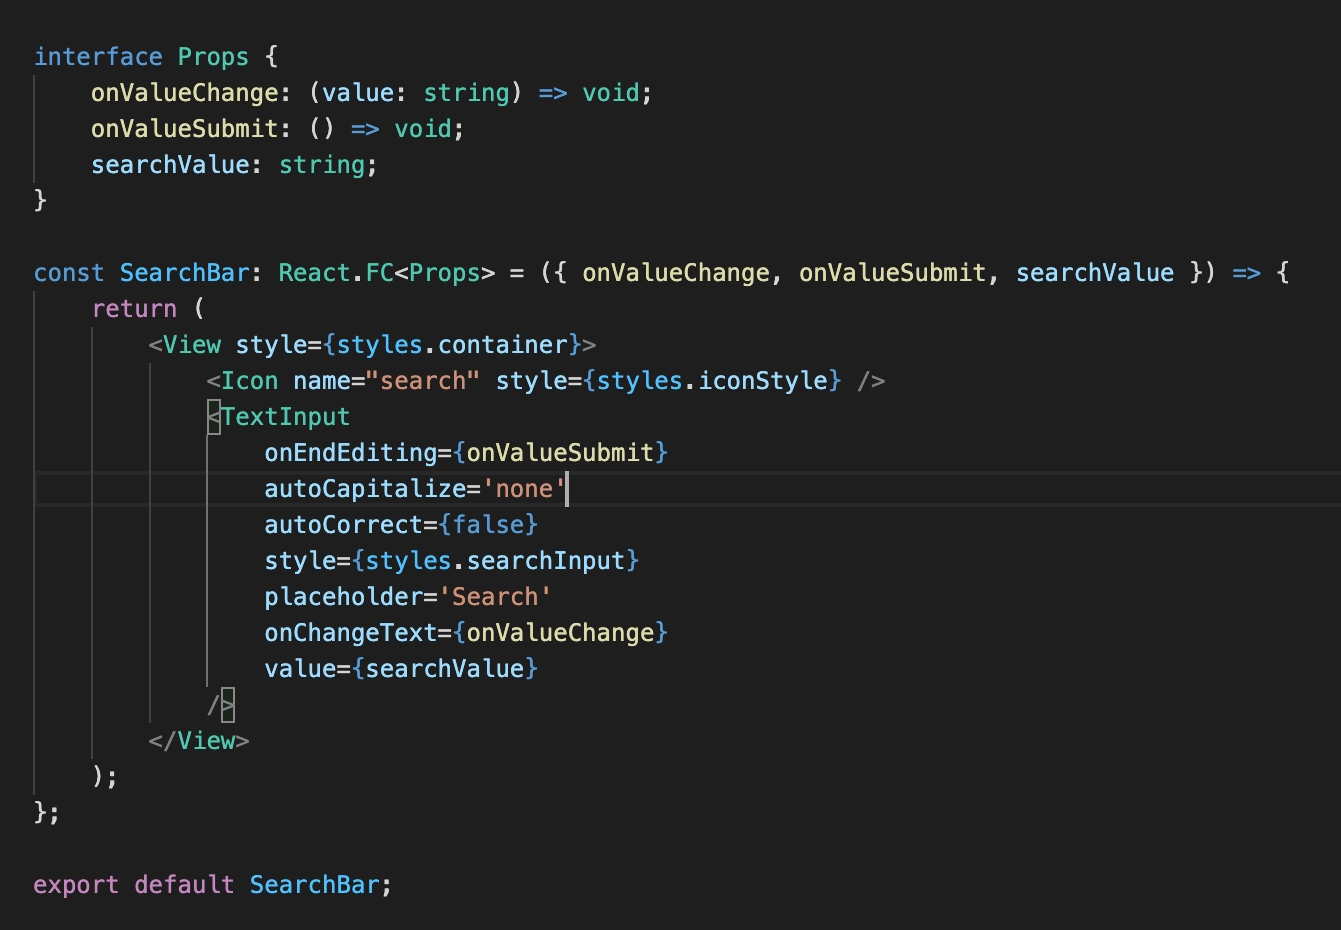 interface Props {
    onValueChange: (value: string) => void;
    onValueSubmit: () => void;
    searchValue: string;
}

const SearchBar: React.FC<Props> = ({ onValueChange, onValueSubmit, searchValue }) => {
    return (
        <View style={styles.container}>
            <Icon name="search" style={styles.iconStyle} />
            <TextInput
                onEndEditing={onValueSubmit}
                autoCapitalize='none'
                autoCorrect={false}
                style={styles.searchInput}
                placeholder='Search'
                onChangeText={onValueChange}
                value={searchValue}
            />
        </View>
    );
};

export default SearchBar;